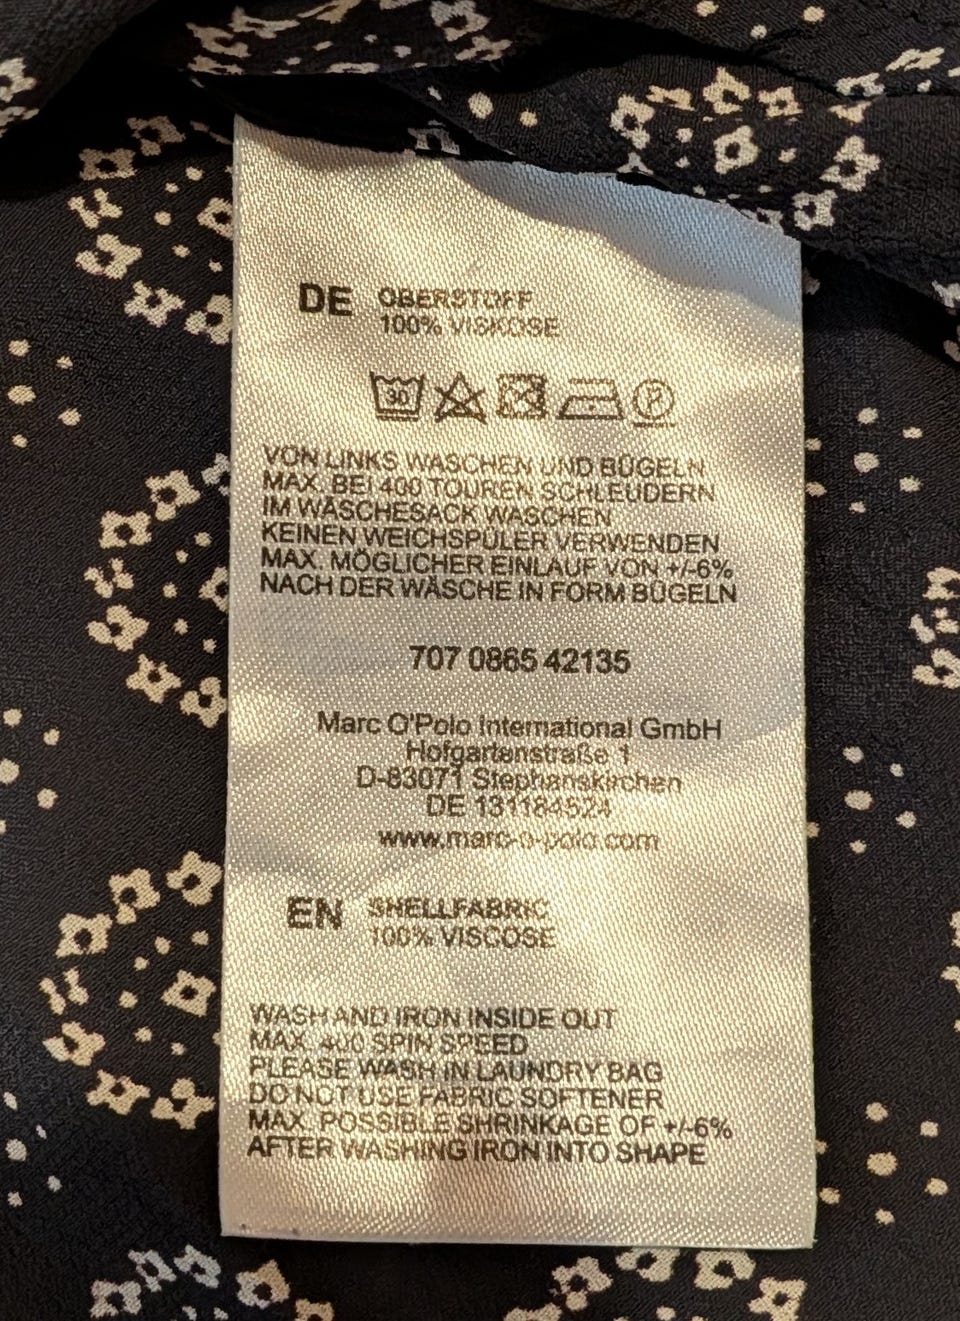 DE OBERSTOFF
100% VISKOSE
30 P
VON LINKS WASCHEN UND BÜGELN
MAX. BEI 400 TOUREN SCHLEUDERN
IM WÄSCHESACK WASCHEN
KEINEN WEICHSPÜLER VERWENDEN
MAX. MÖGLICHER EINLAUF VON +/-6%
NACH DER WÄSCHE IN FORM BÜGELN
707 0865 42135
Marc O'Polo International GmbH
Hofgartenstraße 1
D-83071 Stephanskirchen
DE 131184524
www.marc-o-polo.com
EN SHELLFABRIC
100% VISCOSE
WASH AND IRON INSIDE OUT
MAX. 400 SPIN SPEED
PLEASE WASH IN LAUNDRY BAG
DO NOT USE FABRIC SOFTENER
MAX. POSSIBLE SHRINKAGE OF +/-6%
AFTER WASHING IRON INTO SHAPE